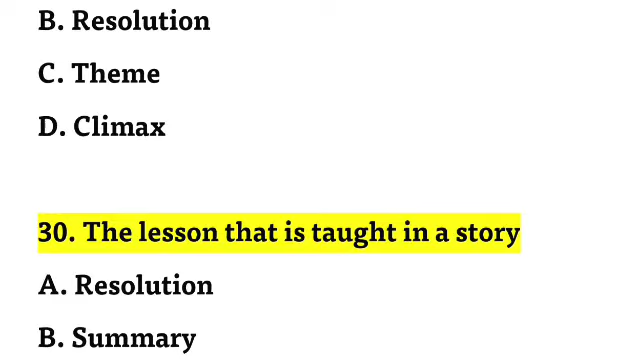 B. Resolution
C. Theme
D. Climax
30. The lesson that is taught in a story
A. Resolution
B. Summary